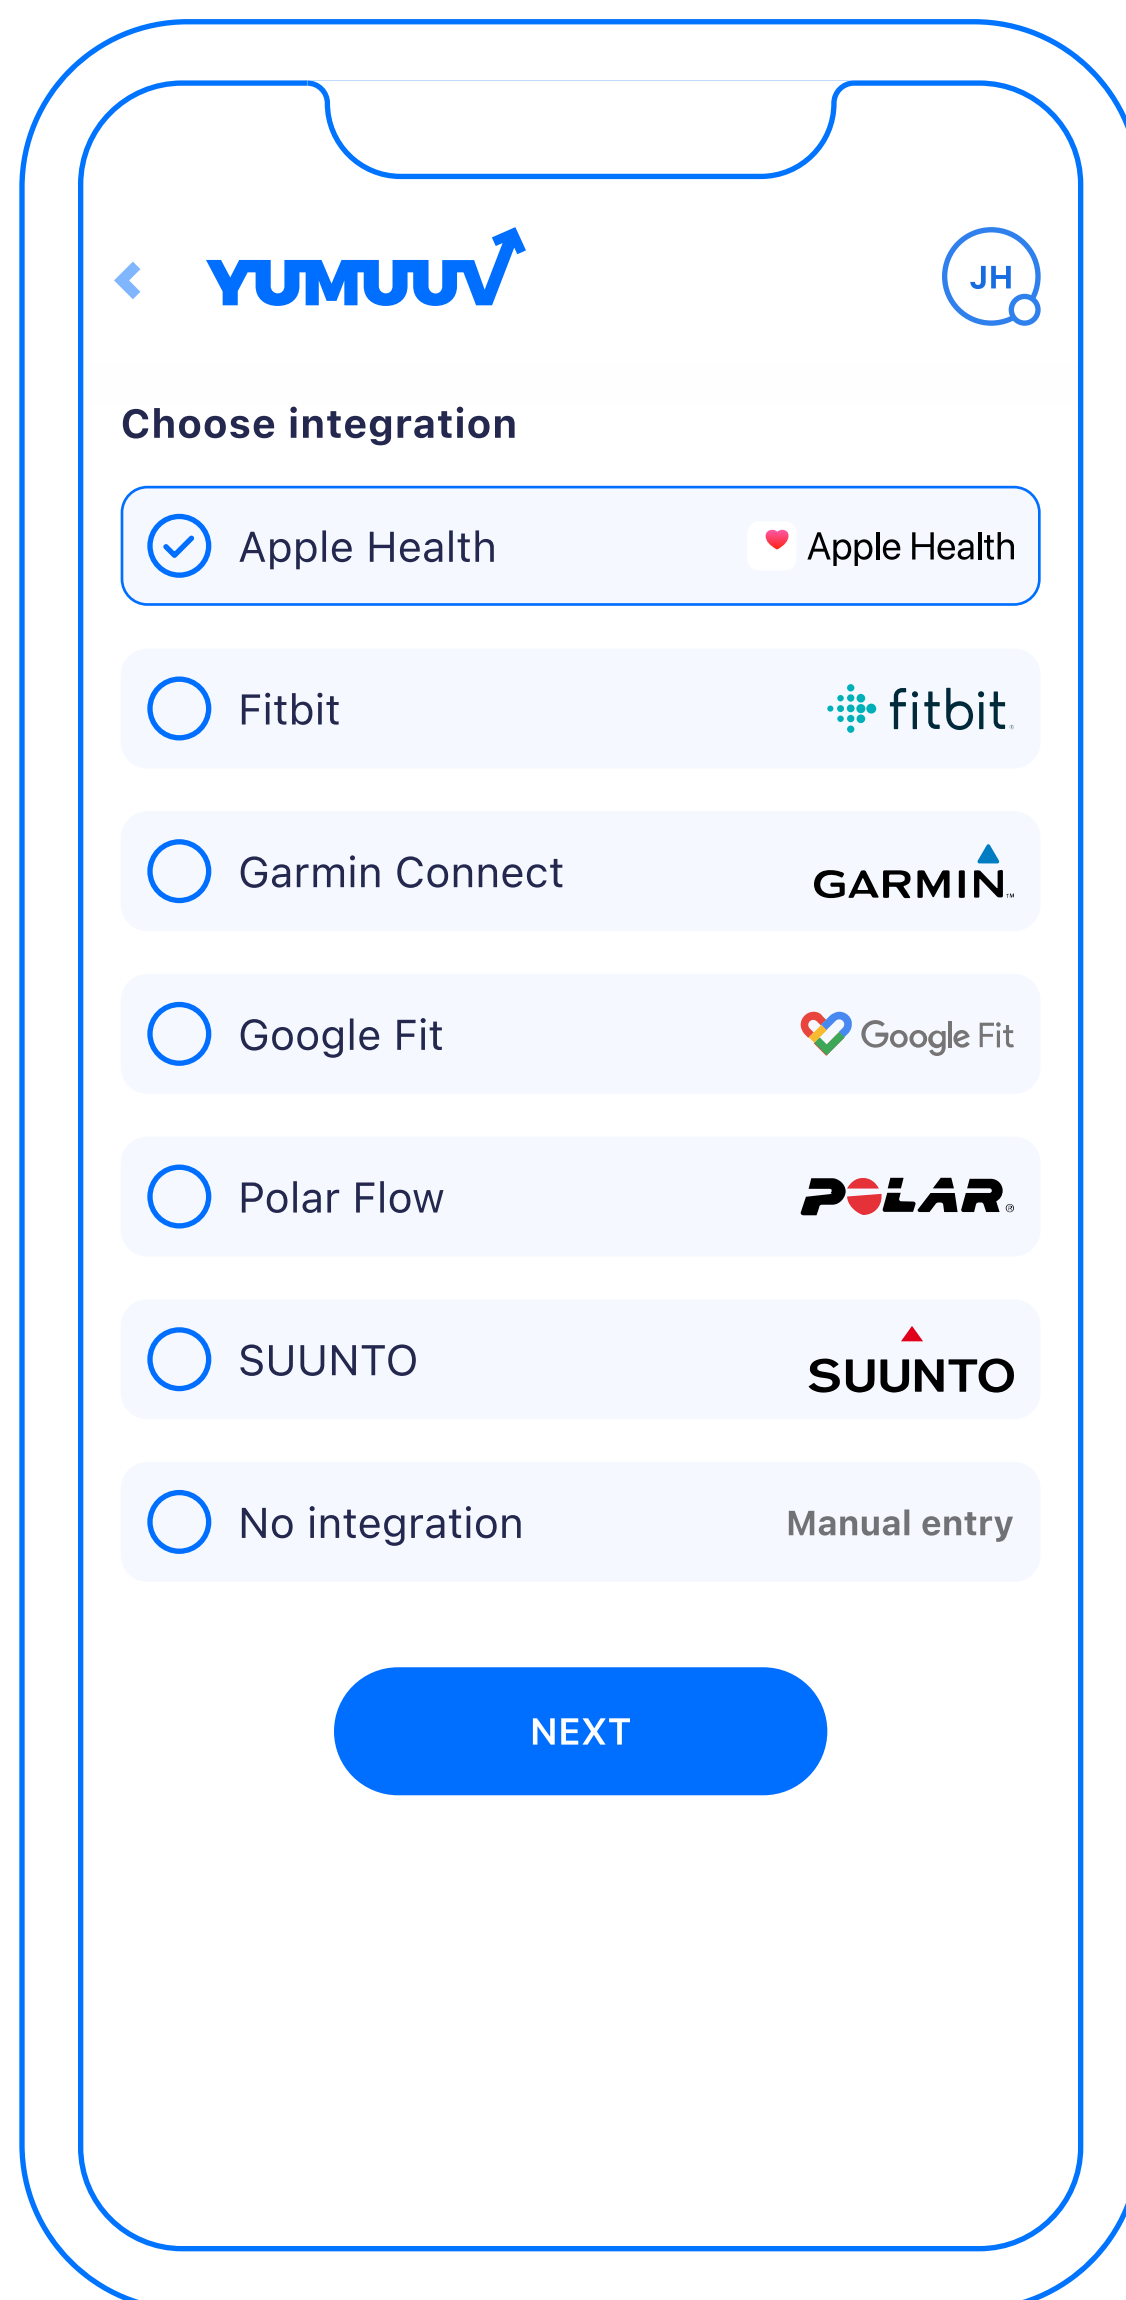 YUMUUV
JH
Choose integration
Apple Health Apple Health
Fitbit fitbit®
Garmin Connect GARMIN™
Google Fit Google Fit
Polar Flow POLAR®
SUUNTO SUUNTO
No integration Manual entry
NEXT